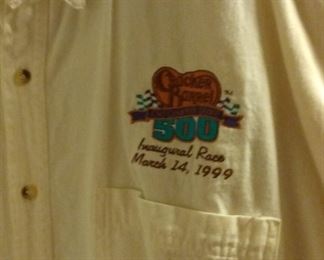 Cracker
Barrel
500
Inaugural Race
March 14, 1999